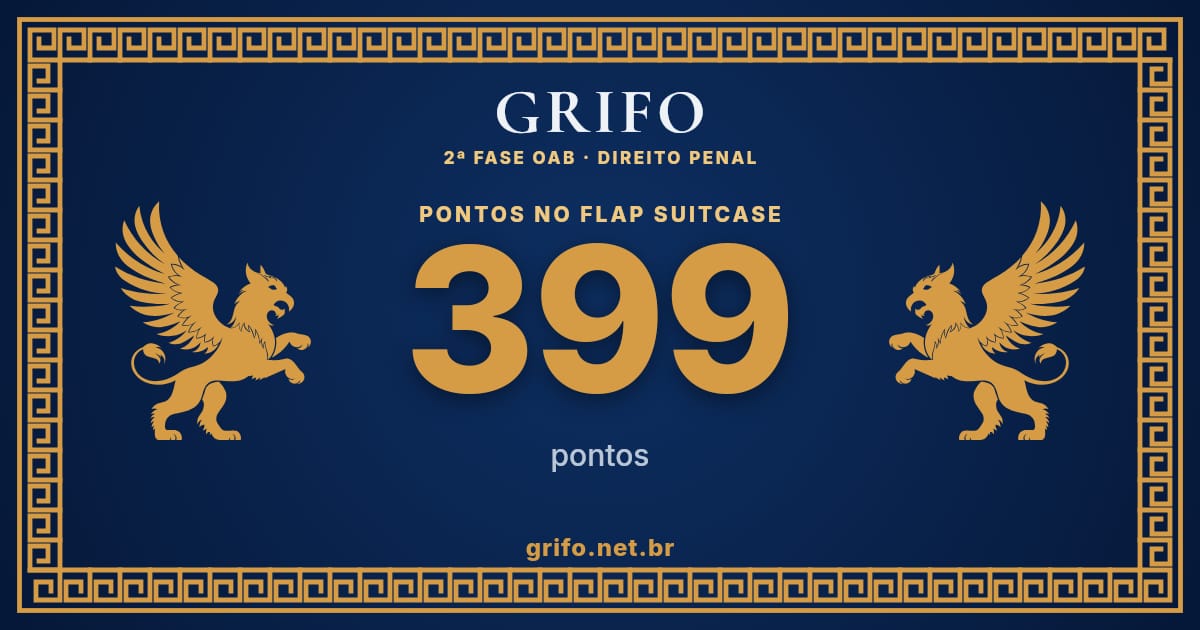 GRIFO
2ª FASE OAB · DIREITO PENAL
PONTOS NO FLAP SUITCASE
399
pontos
grifo.net.br